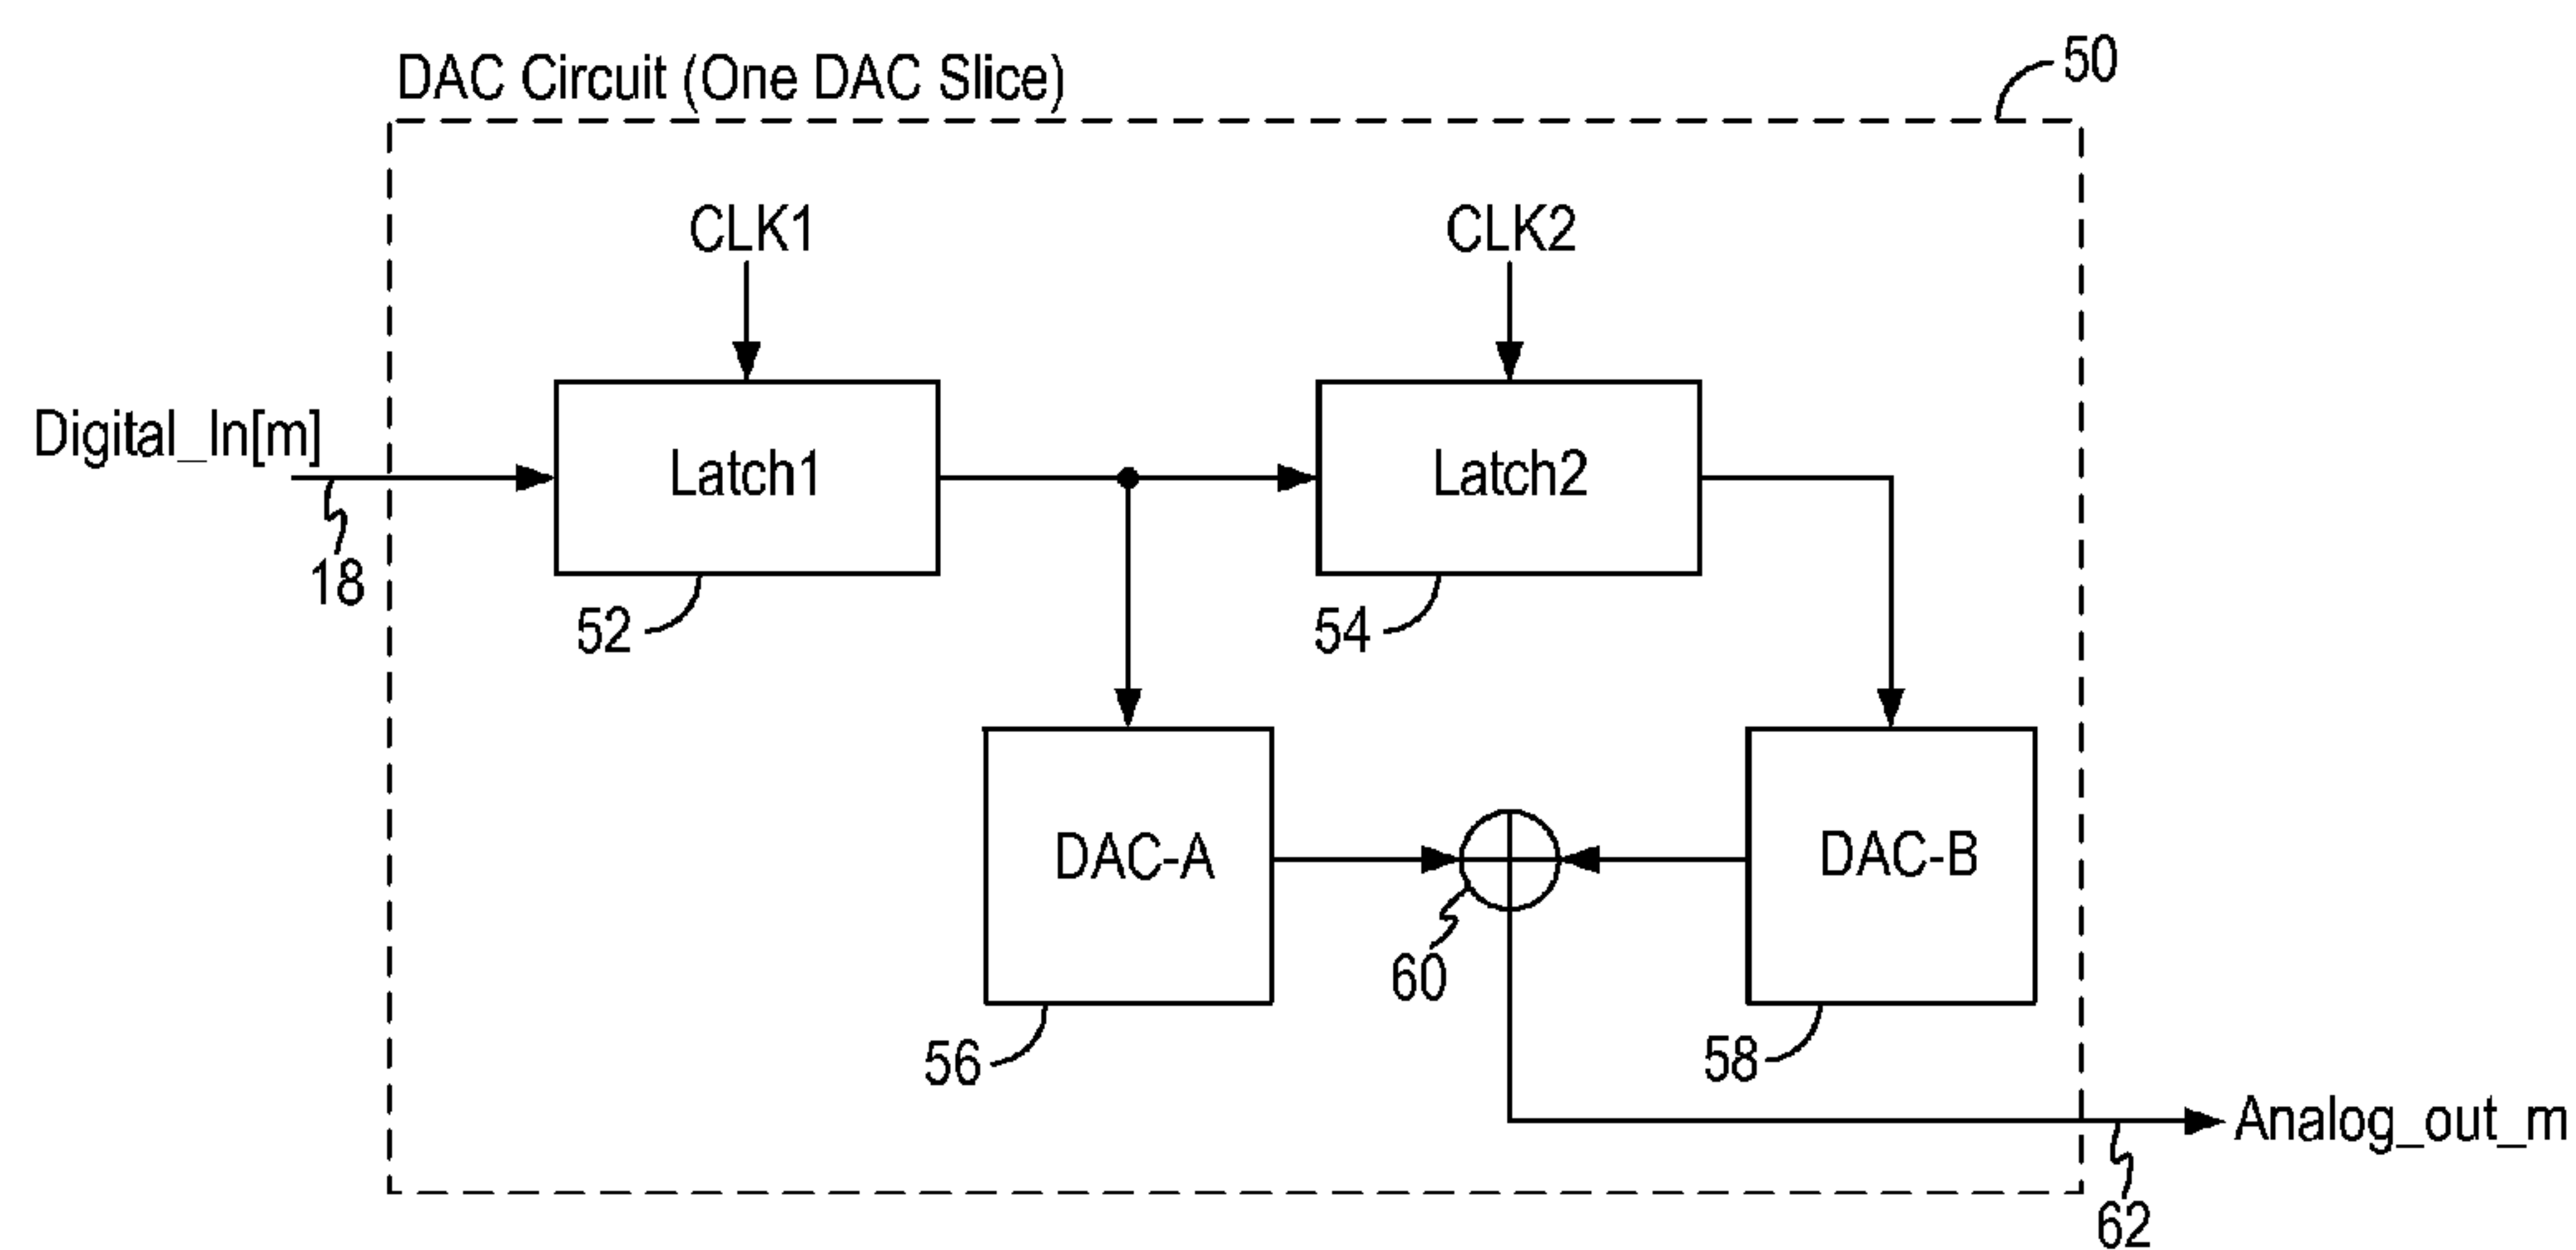 DAC Circuit (One DAC Slice)
50
CLK1
CLK2
Digital_In[m]
Latch1
Latch2
18
52
54
DAC-A
DAC-B
60
56
58
Analog_out_m
62